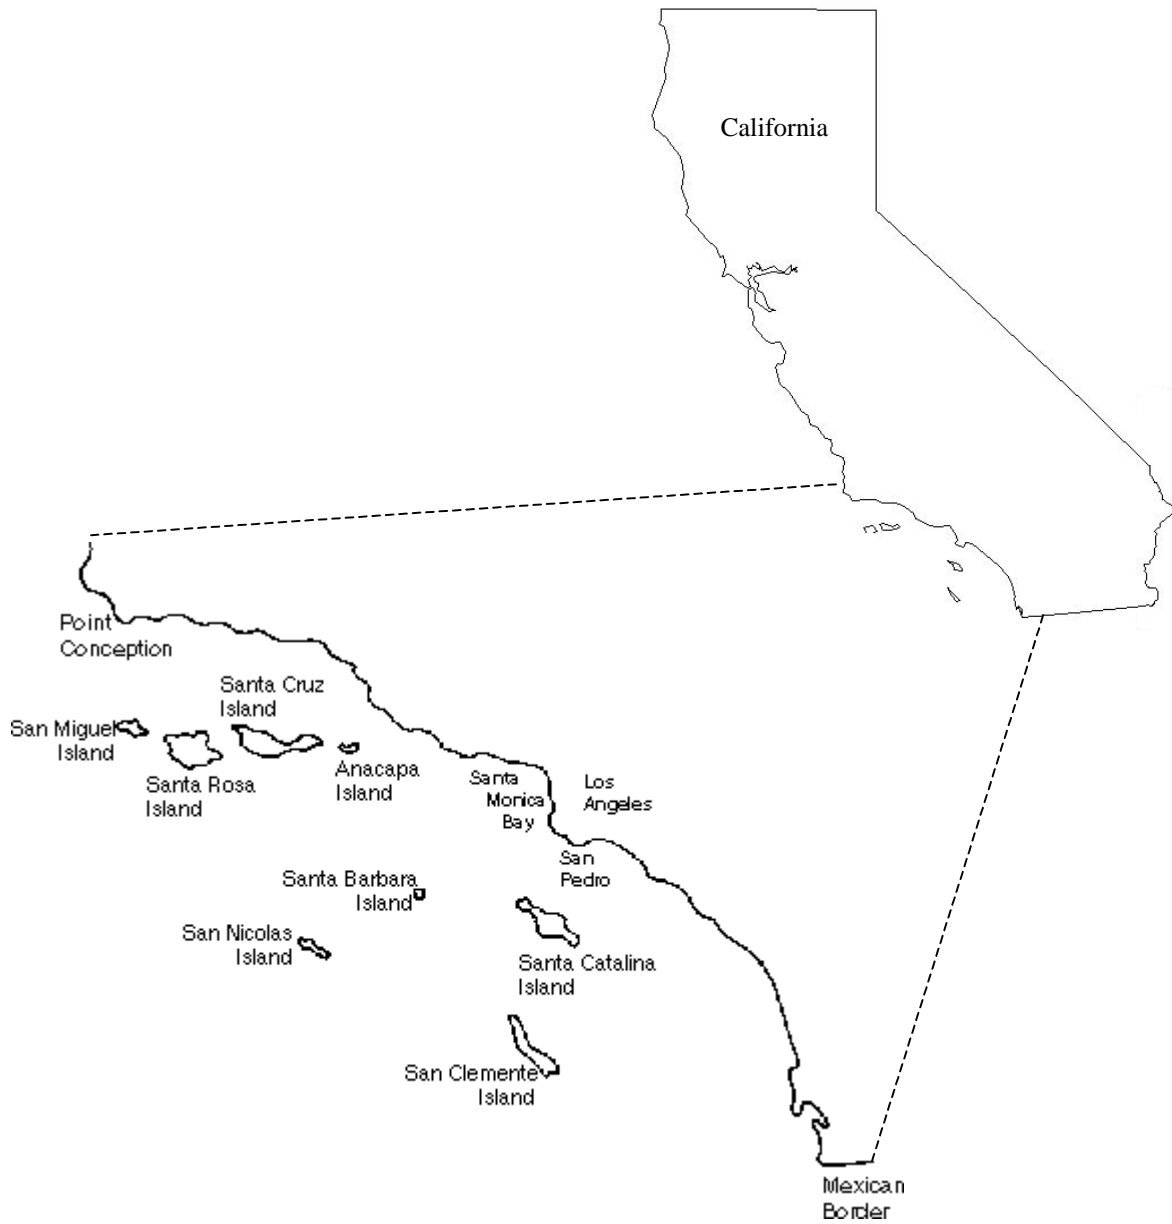 California
Point
Conception
Santa Cruz
Island
San Miguel
Island
Santa Rosa
Island
Anacapa
Island
Santa
Monica
Bay
Los
Angeles
San
Pedro
Santa Barbara
Island
San Nicolas
Island
Santa Catalina
Island
San Clemente
Island
Mexican
Border